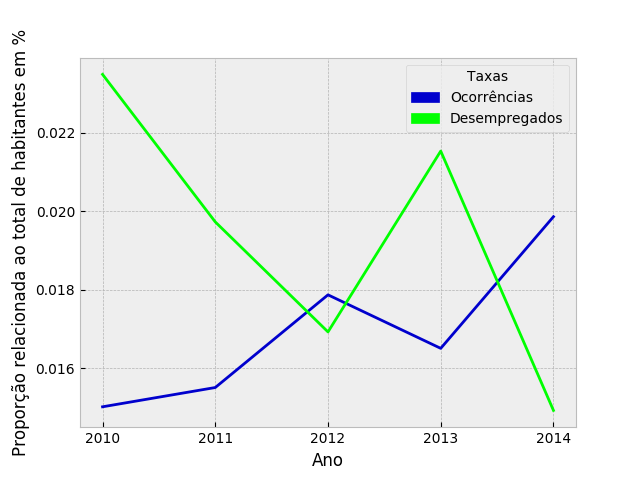 Proporção relacionada ao total de habitantes em %
Taxas
Ocorrências
Desempregados
0.022
0.020
0.018
0.016
2010 2011 2012 2013 2014
Ano